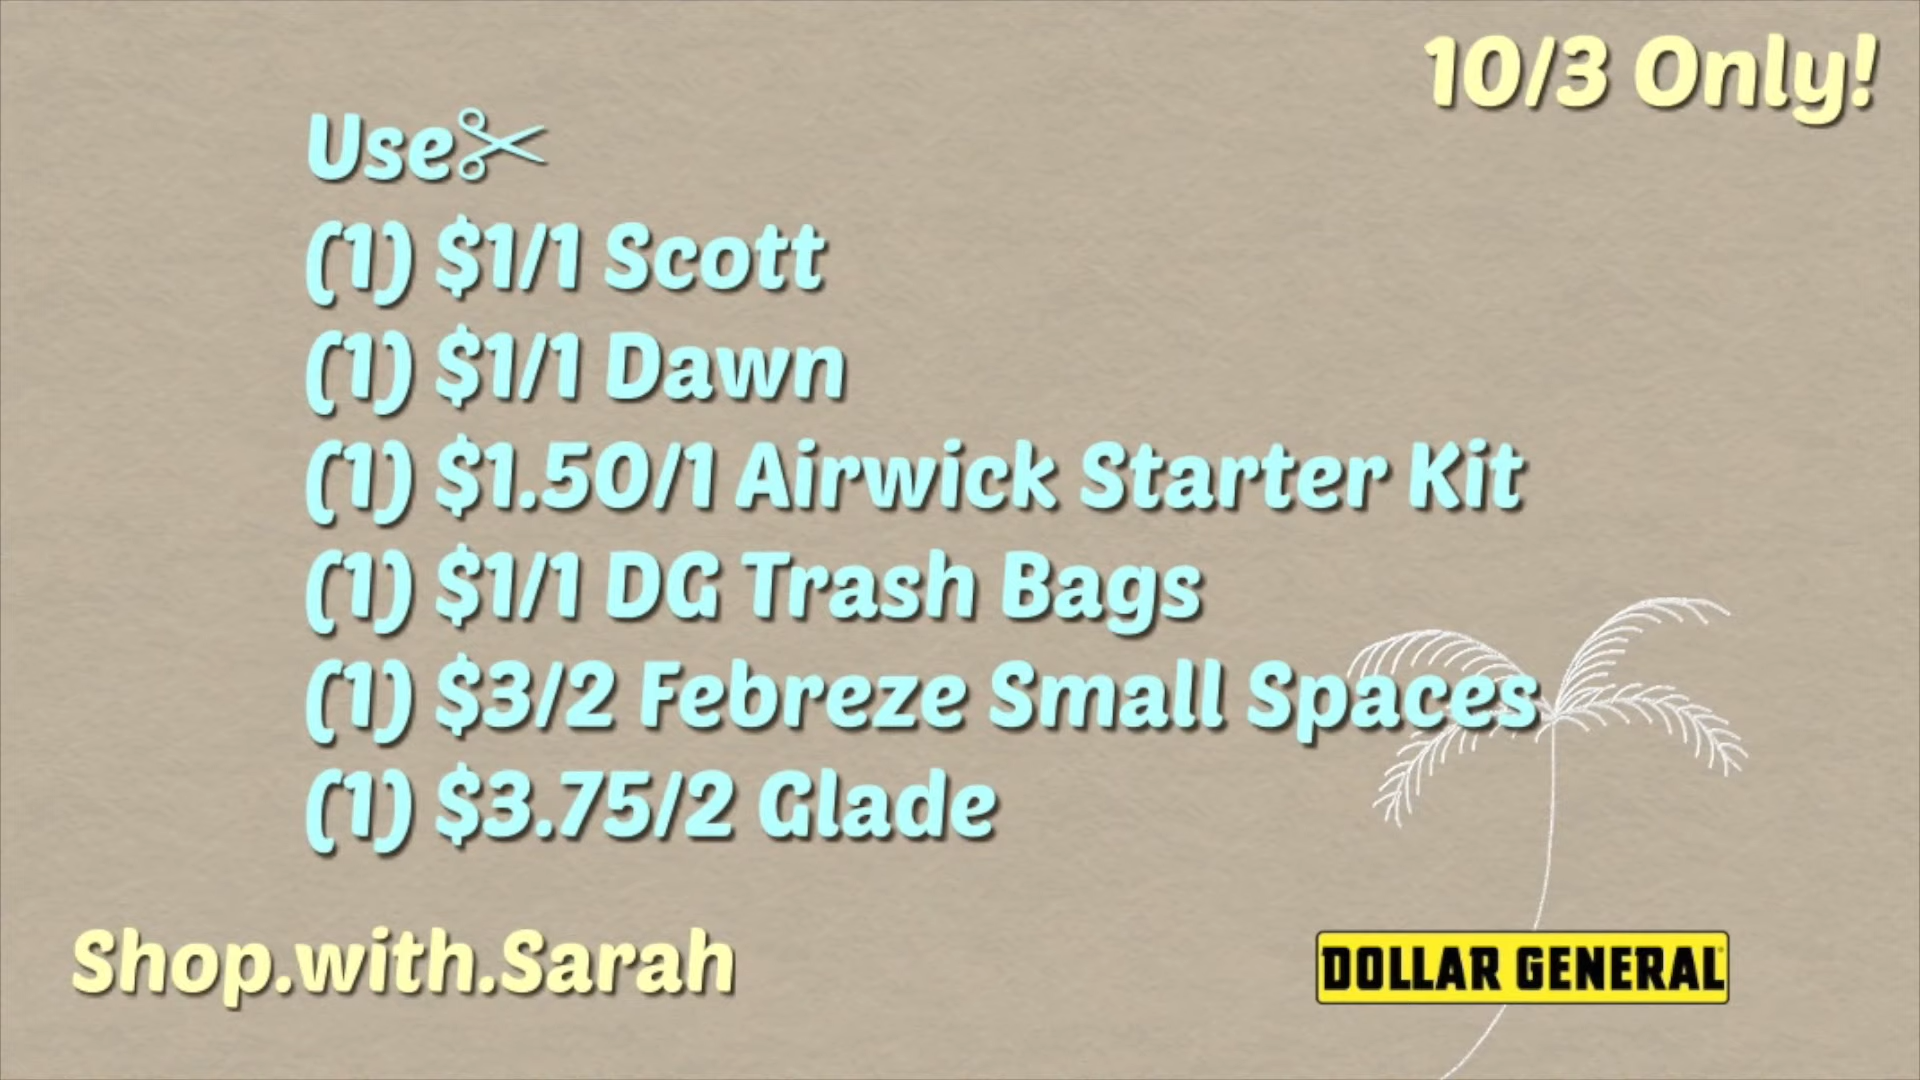 10/3 Only!
Use✂
(1) $1/1 Scott
(1) $1/1 Dawn
(1) $1.50/1 Airwick Starter Kit
(1) $1/1 DG Trash Bags
(1) $3/2 Febreze Small Spaces
(1) $3.75/2 Glade
Shop.with.Sarah
DOLLAR GENERAL